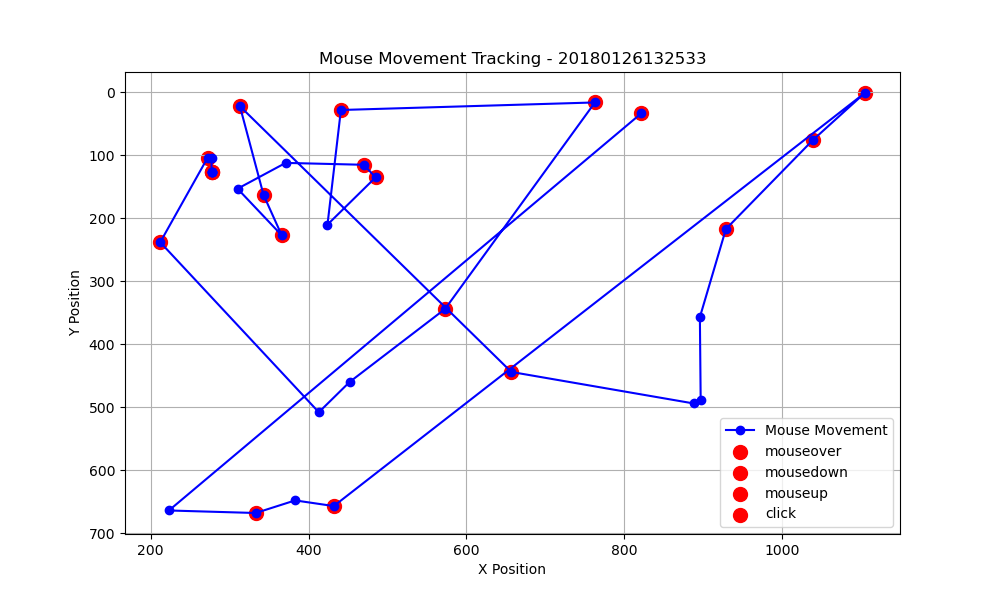 Mouse Movement Tracking - 20180126132533
0
100
200
300
400
500
600
700
Y Position
200
400
600
800
1000
X Position
Mouse Movement
mouseover
mousedown
mouseup
click